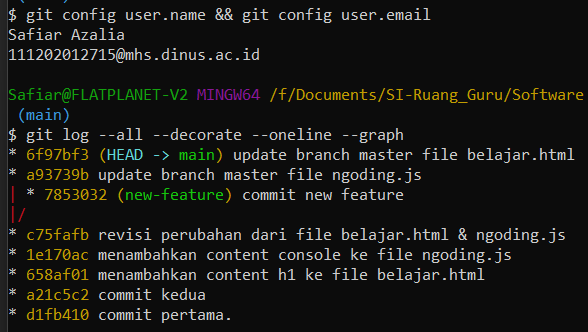 $ git config user.name && git config user.email
Safiar Azalia
111202012715@mhs.dinus.ac.id
Safiar@FLATPLANET-V2 MINGW64 /f/Documents/SI-Ruang_Guru/Software
(main)
$ git log --all --decorate --oneline --graph
* 6f97bf3 (HEAD -> main) update branch master file belajar.html
* a93739b update branch master file ngoding.js
| * 7853032 (new-feature) commit new feature
|/
* c75fafb revisi perubahan dari file belajar.html & ngoding.js
* 1e170ac menambahkan content console ke file ngoding.js
* 658af01 menambahkan content h1 ke file belajar.html
* a21c5c2 commit kedua
* d1fb410 commit pertama.